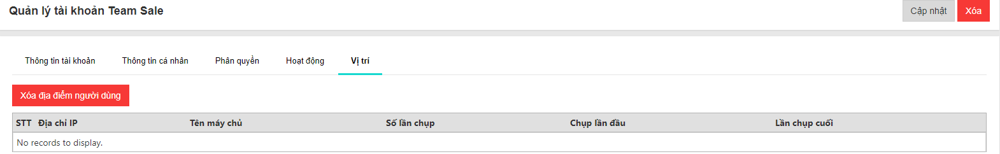 Quản lý tài khoản Team Sale
Cập nhật
Xóa
Thông tin tài khoản
Thông tin cá nhân
Phân quyền
Hoạt động
Vị trí
Xóa địa điểm người dùng
STT Địa chỉ IP Tên máy chủ Số lần chụp Chụp lần đầu Lần chụp cuối
No records to display.